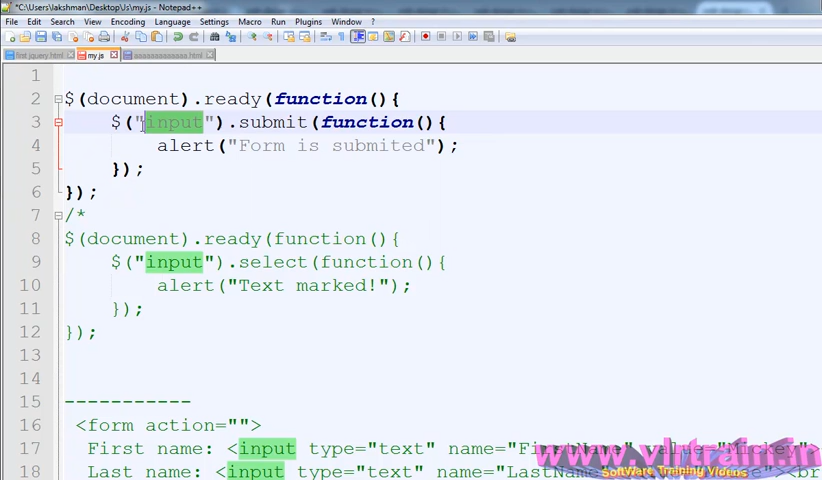 *C:\Users\lakshman\Desktop\Js\my.js - Notepad++
File Edit Search View Encoding Language Settings Macro Run Plugins Window ?
first jquery.html my.js
1
2 $(document).ready(function(){
3 $("input").submit(function(){
4 alert("Form is submited");
5 });
6 });
7 /*
8 $(document).ready(function(){
9 $("input").select(function(){
10 alert("Text marked!");
11 });
12 });
13
14
15 -----------
16 <form action="">
17 First name: <input type="text" name="FirstName" value="Mickey">
18 Last name: <input type="text" name="LastName"
www.vlrtrain.in
SoftWare Training Videos